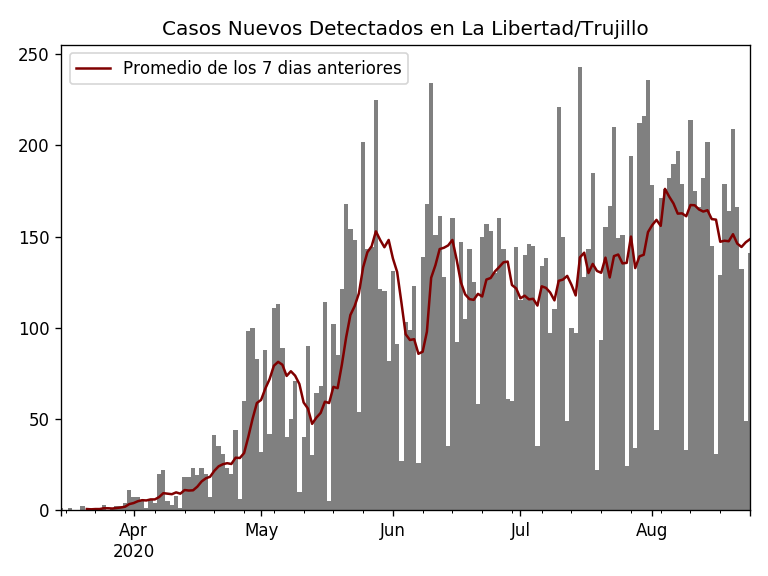 Casos Nuevos Detectados en La Libertad/Trujillo
Promedio de los 7 dias anteriores
250
200
150
100
50
0
Apr
2020
May
Jun
Jul
Aug